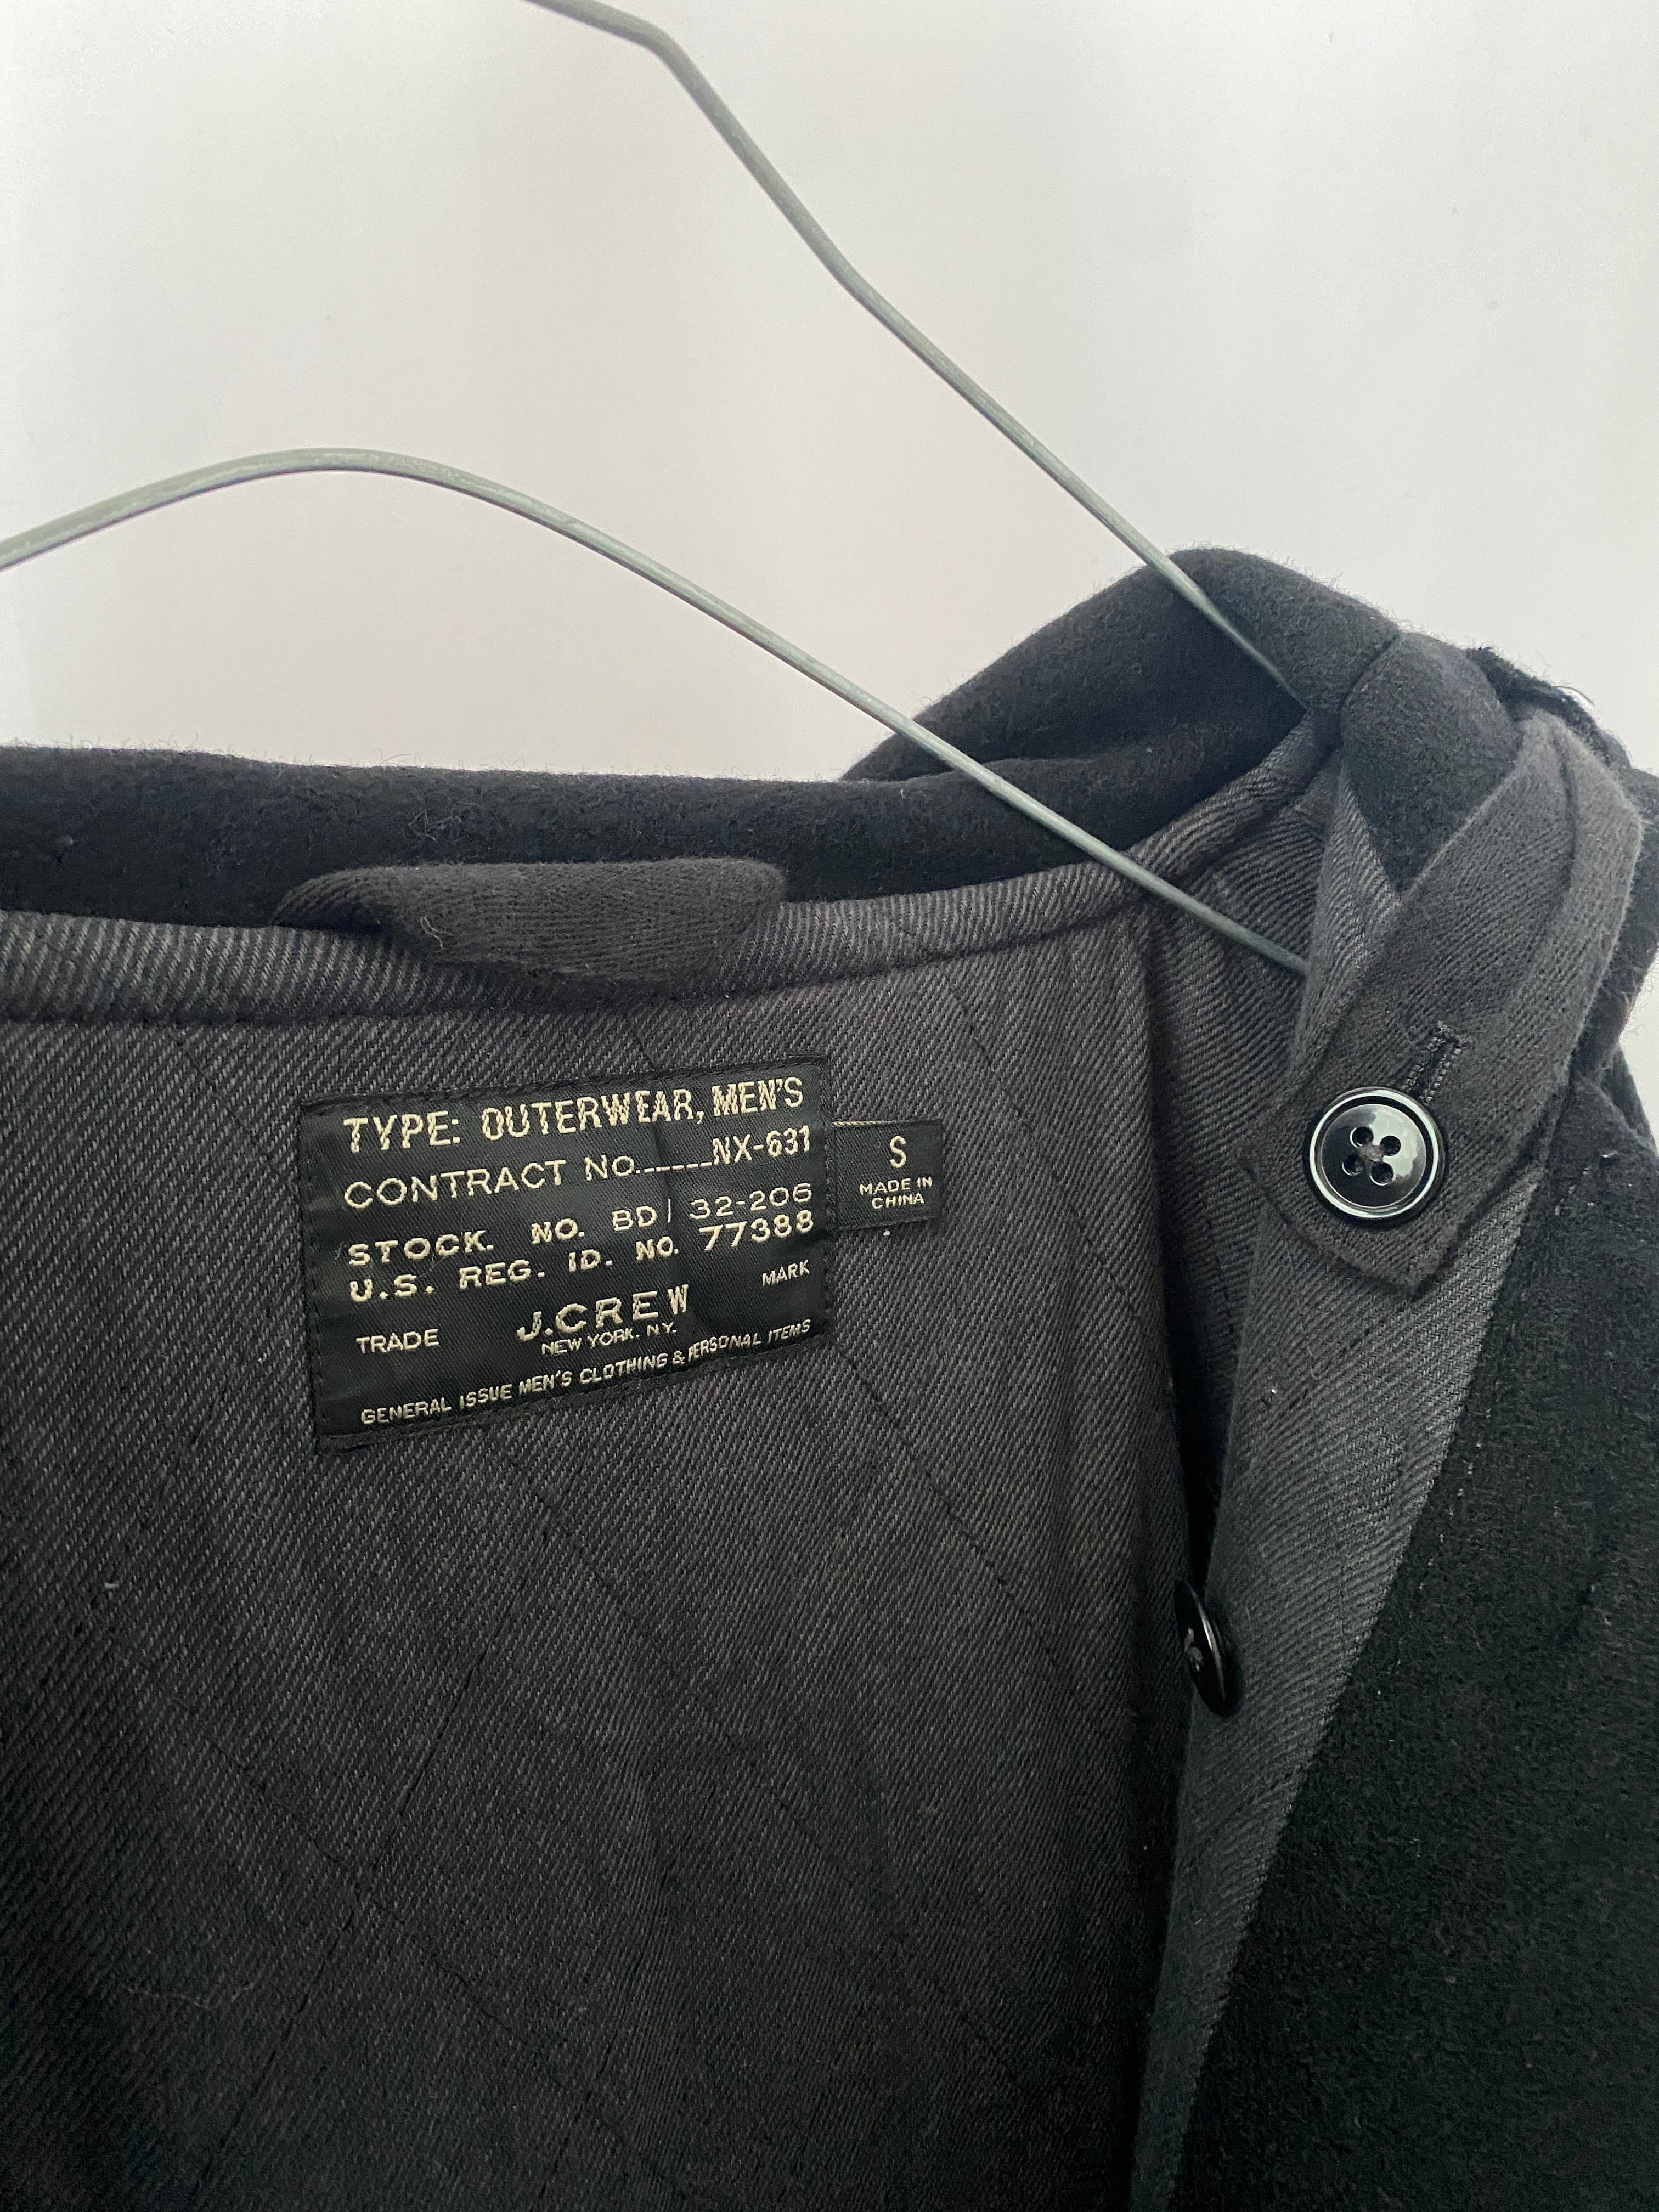 TYPE: OUTERWEAR, MEN'S
CONTRACT NO.......NX-631
STOCK. NO. BD/ 32-206
U.S. REG. ID. NO. 77388
TRADE J.CREW MARK
NEW YORK. NY.
GENERAL ISSUE MEN'S CLOTHING & PERSONAL ITEMS
S
MADE IN
CHINA